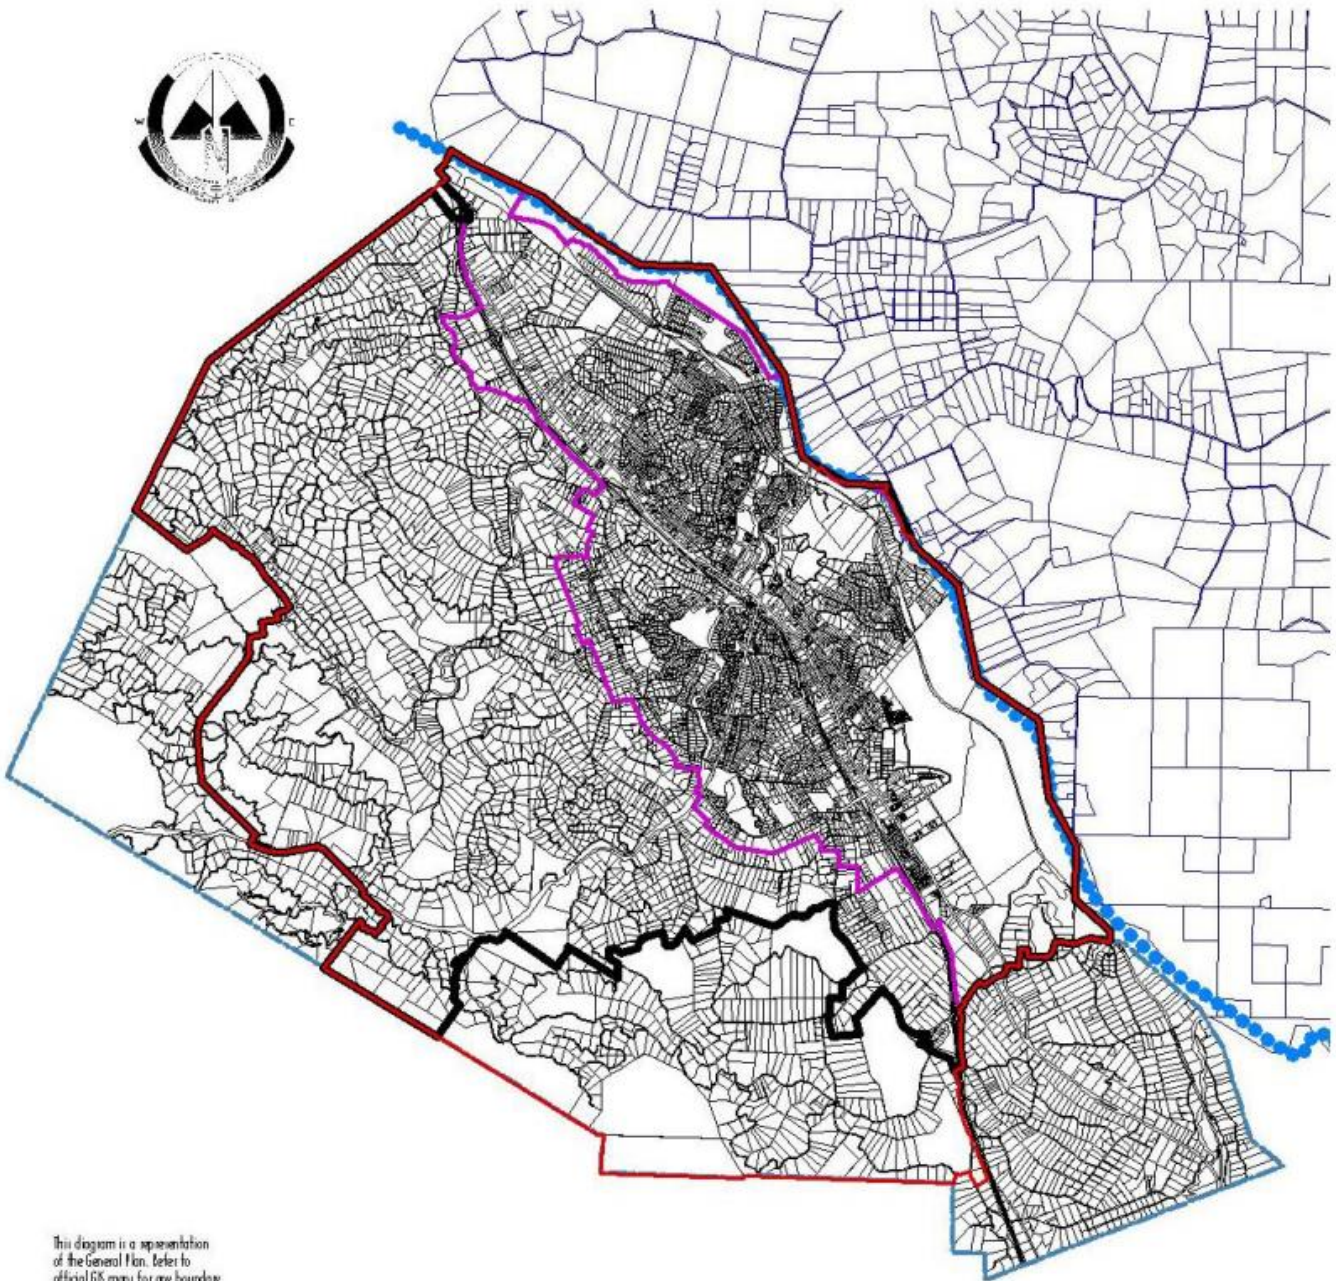 W E
N
This diagram is a representation
of the General Plan. Refer to
official GIS maps for any boundary